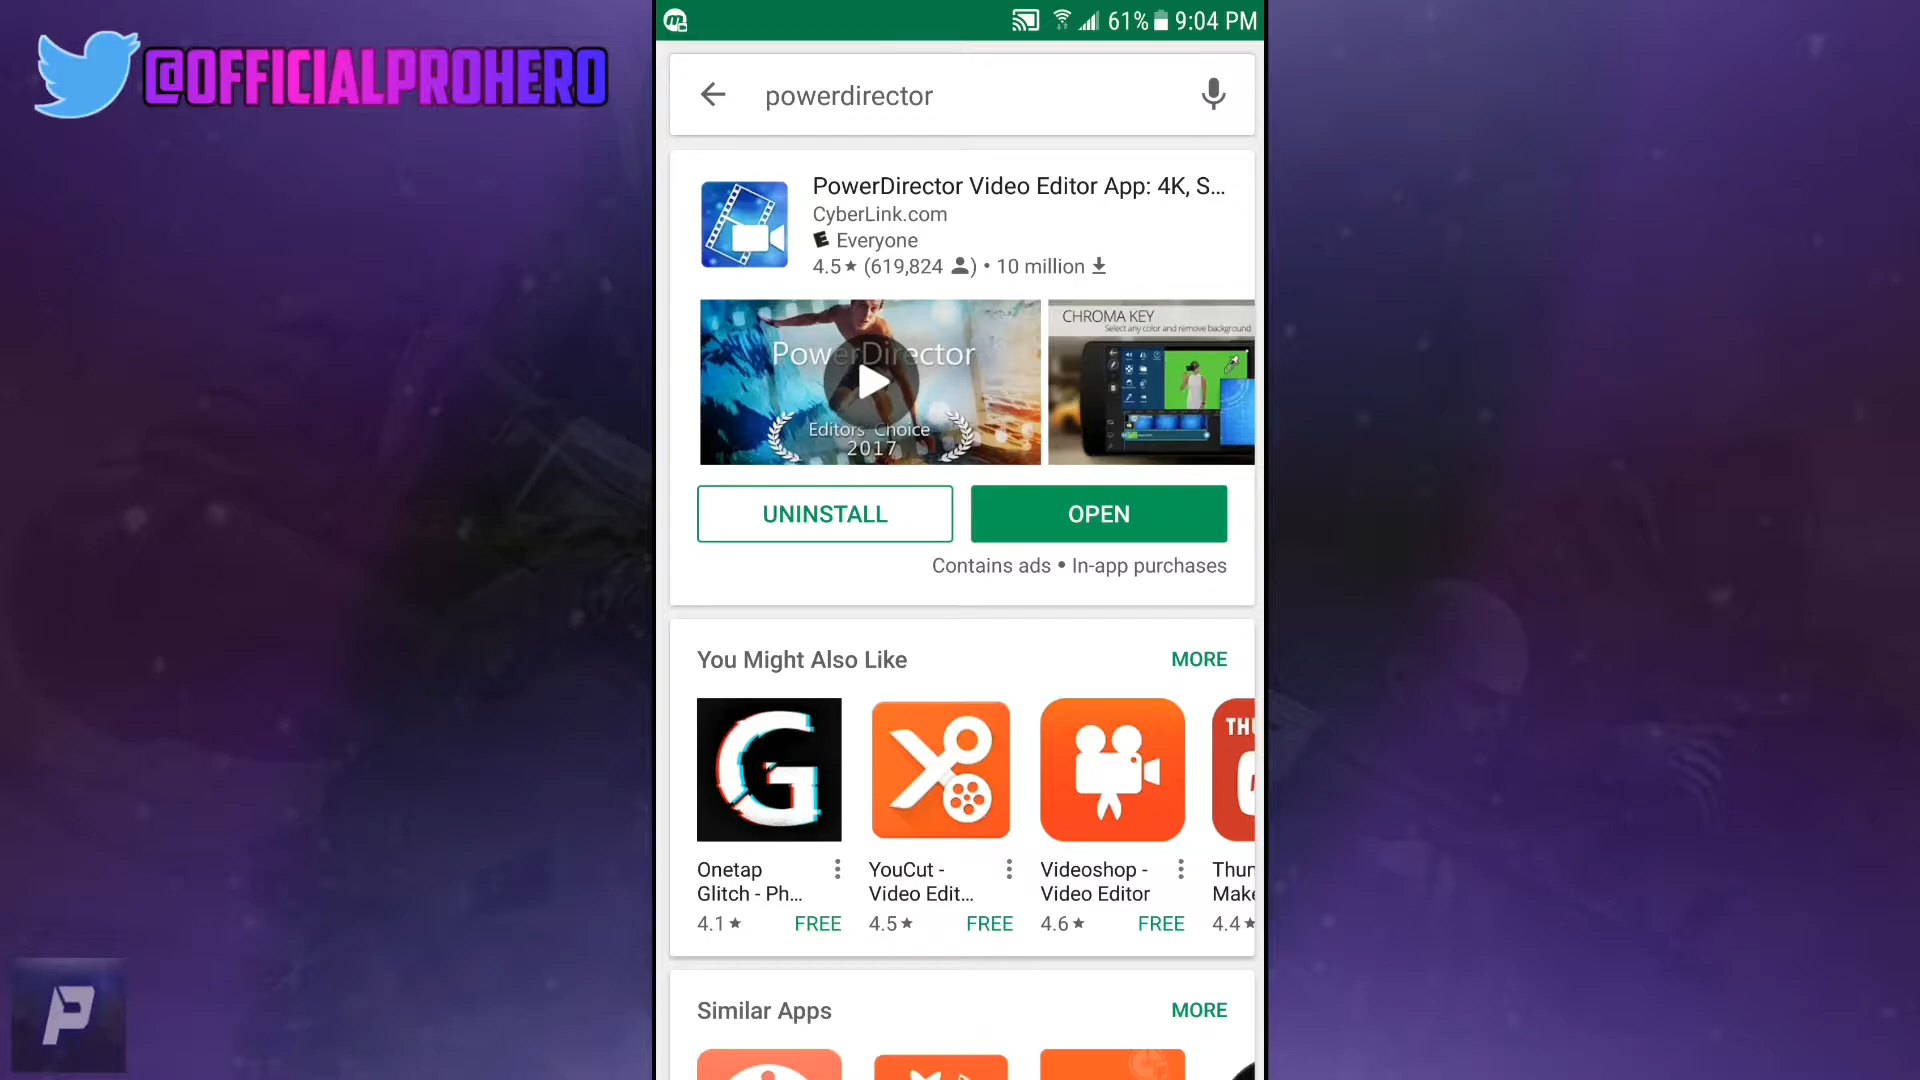 @OFFICIALPROHERO
61% 9:04 PM
powerdirector
PowerDirector Video Editor App: 4K, S...
CyberLink.com
E Everyone
4.5★ (619,824) • 10 million
PowerDirector
Editors' Choice
2017
CHROMA KEY
Select any color and remove background
UNINSTALL
OPEN
Contains ads • In-app purchases
You Might Also Like
MORE
Onetap
Glitch - Ph...
4.1★ FREE
YouCut -
Video Edit...
4.5★ FREE
Videoshop -
Video Editor
4.6★ FREE
THU
Thun
Make
4.4★
Similar Apps
MORE